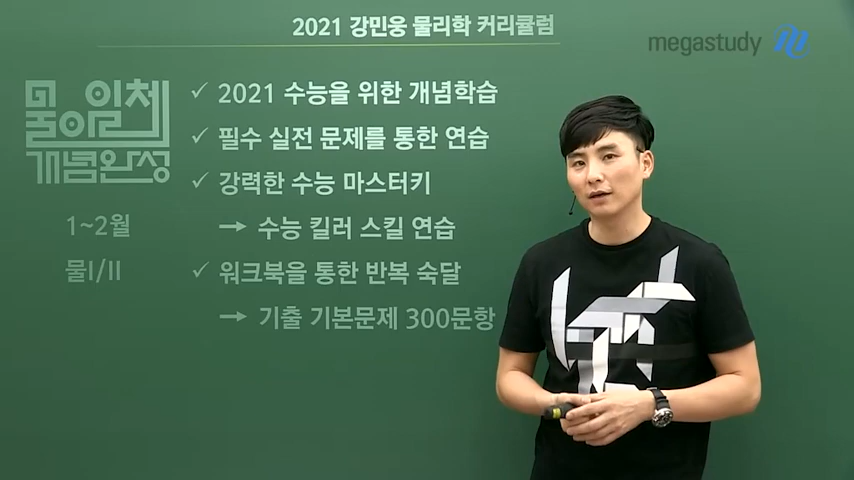 2021 강민웅 물리학 커리큘럼
megastudy
물아일체
개념완성
1~2월
물I/II
✓ 2021 수능을 위한 개념학습
✓ 필수 실전 문제를 통한 연습
✓ 강력한 수능 마스터키
→ 수능 킬러 스킬 연습
✓ 워크북을 통한 반복 숙달
→ 기출 기본문제 300문항